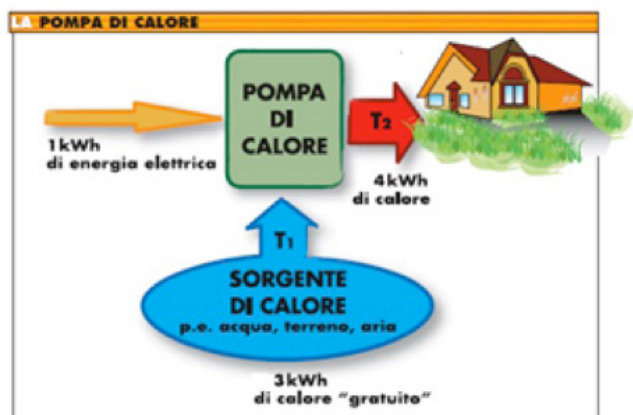 LA POMPA DI CALORE
POMPA
DI
CALORE
1kWh
di energia elettrica
T2
4kWh
di calore
T1
SORGENTE
DI CALORE
p.e. acqua, terreno, aria
3kWh
di calore "gratuito"